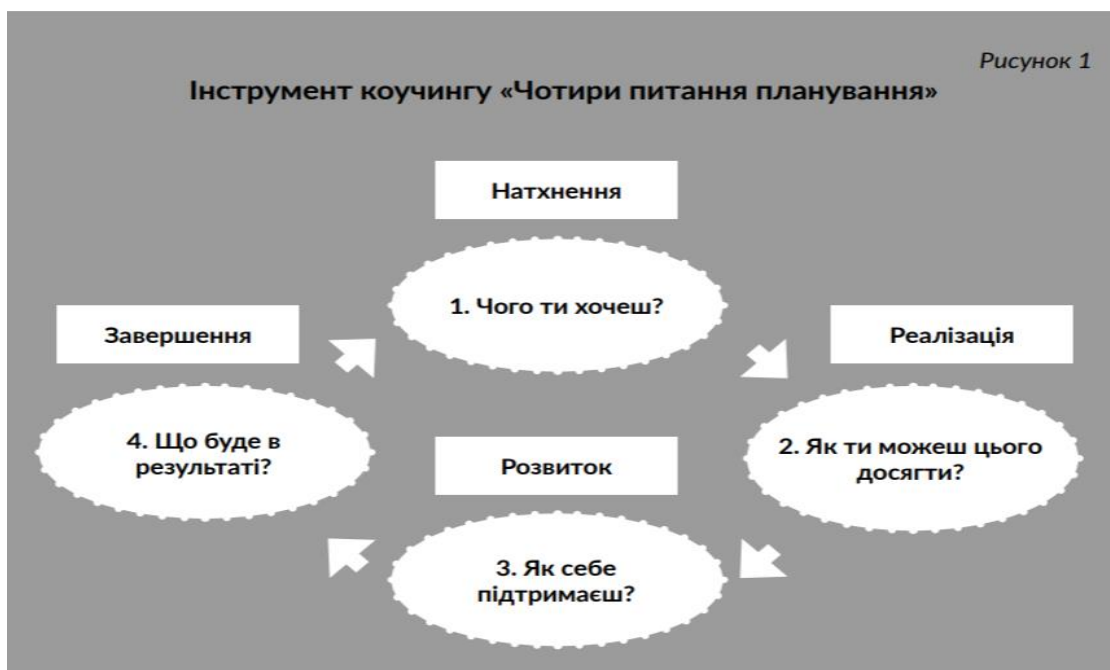 Рисунок 1
Інструмент коучингу «Чотири питання планування»
Натхнення
1. Чого ти хочеш?
Реалізація
2. Як ти можеш цього
досягти?
Розвиток
3. Як себе
підтримаєш?
Завершення
4. Що буде в
результаті?